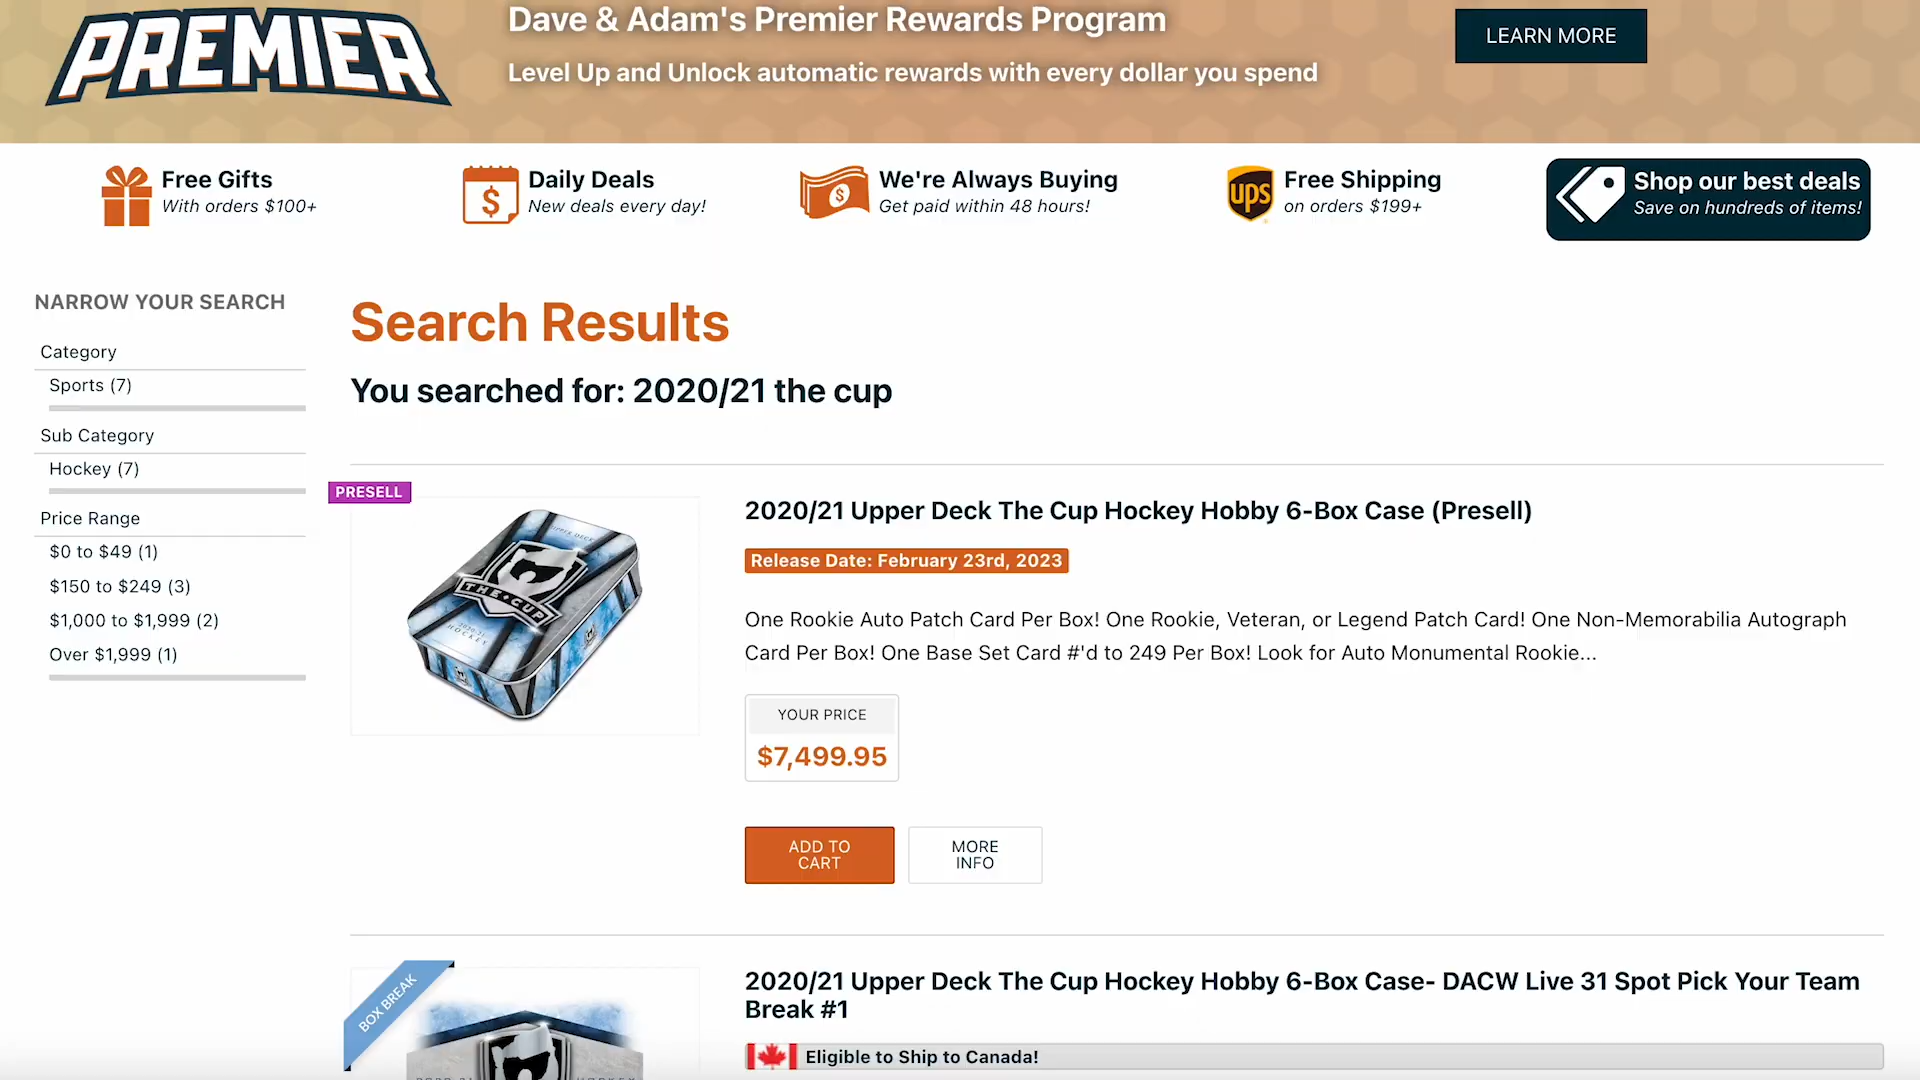 PREMIER
Dave & Adam's Premier Rewards Program
Level Up and Unlock automatic rewards with every dollar you spend
LEARN MORE
Free Gifts
With orders $100+
Daily Deals
New deals every day!
We're Always Buying
Get paid within 48 hours!
ups
Free Shipping
on orders $199+
Shop our best deals
Save on hundreds of items!
NARROW YOUR SEARCH
Category
Sports (7)
Sub Category
Hockey (7)
Price Range
$0 to $49 (1)
$150 to $249 (3)
$1,000 to $1,999 (2)
Over $1,999 (1)
Search Results
You searched for: 2020/21 the cup
PRESELL
UPPER DECK
THE CUP
2020-21
HOCKEY
2020/21 Upper Deck The Cup Hockey Hobby 6-Box Case (Presell)
Release Date: February 23rd, 2023
One Rookie Auto Patch Card Per Box! One Rookie, Veteran, or Legend Patch Card! One Non-Memorabilia Autograph
Card Per Box! One Base Set Card #'d to 249 Per Box! Look for Auto Monumental Rookie...
YOUR PRICE
$7,499.95
ADD TO
CART
MORE
INFO
BOX BREAK
2020/21 Upper Deck The Cup Hockey Hobby 6-Box Case- DACW Live 31 Spot Pick Your Team
Break #1
Eligible to Ship to Canada!